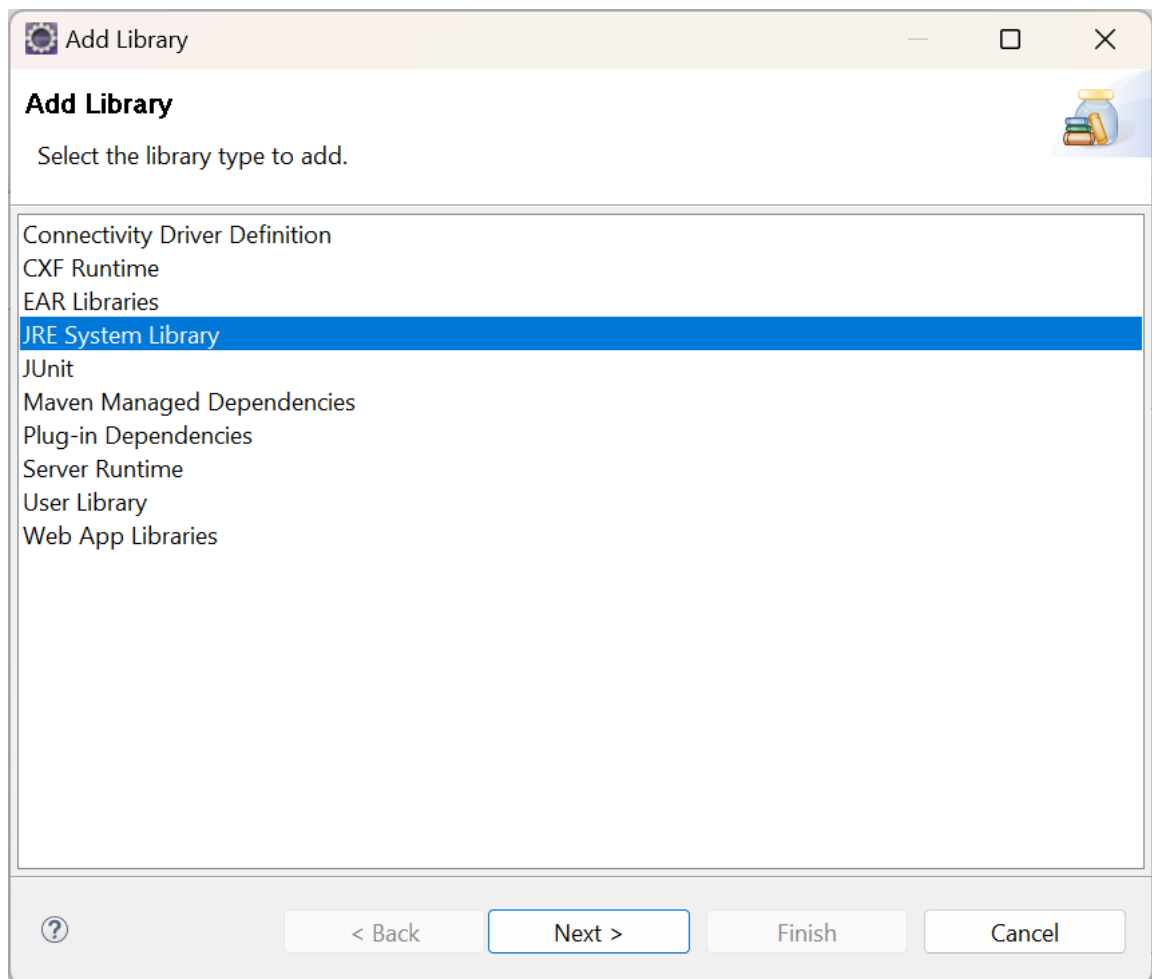 Add Library
Add Library
Select the library type to add.
Connectivity Driver Definition
CXF Runtime
EAR Libraries
JRE System Library
JUnit
Maven Managed Dependencies
Plug-in Dependencies
Server Runtime
User Library
Web App Libraries
? < Back Next > Finish Cancel